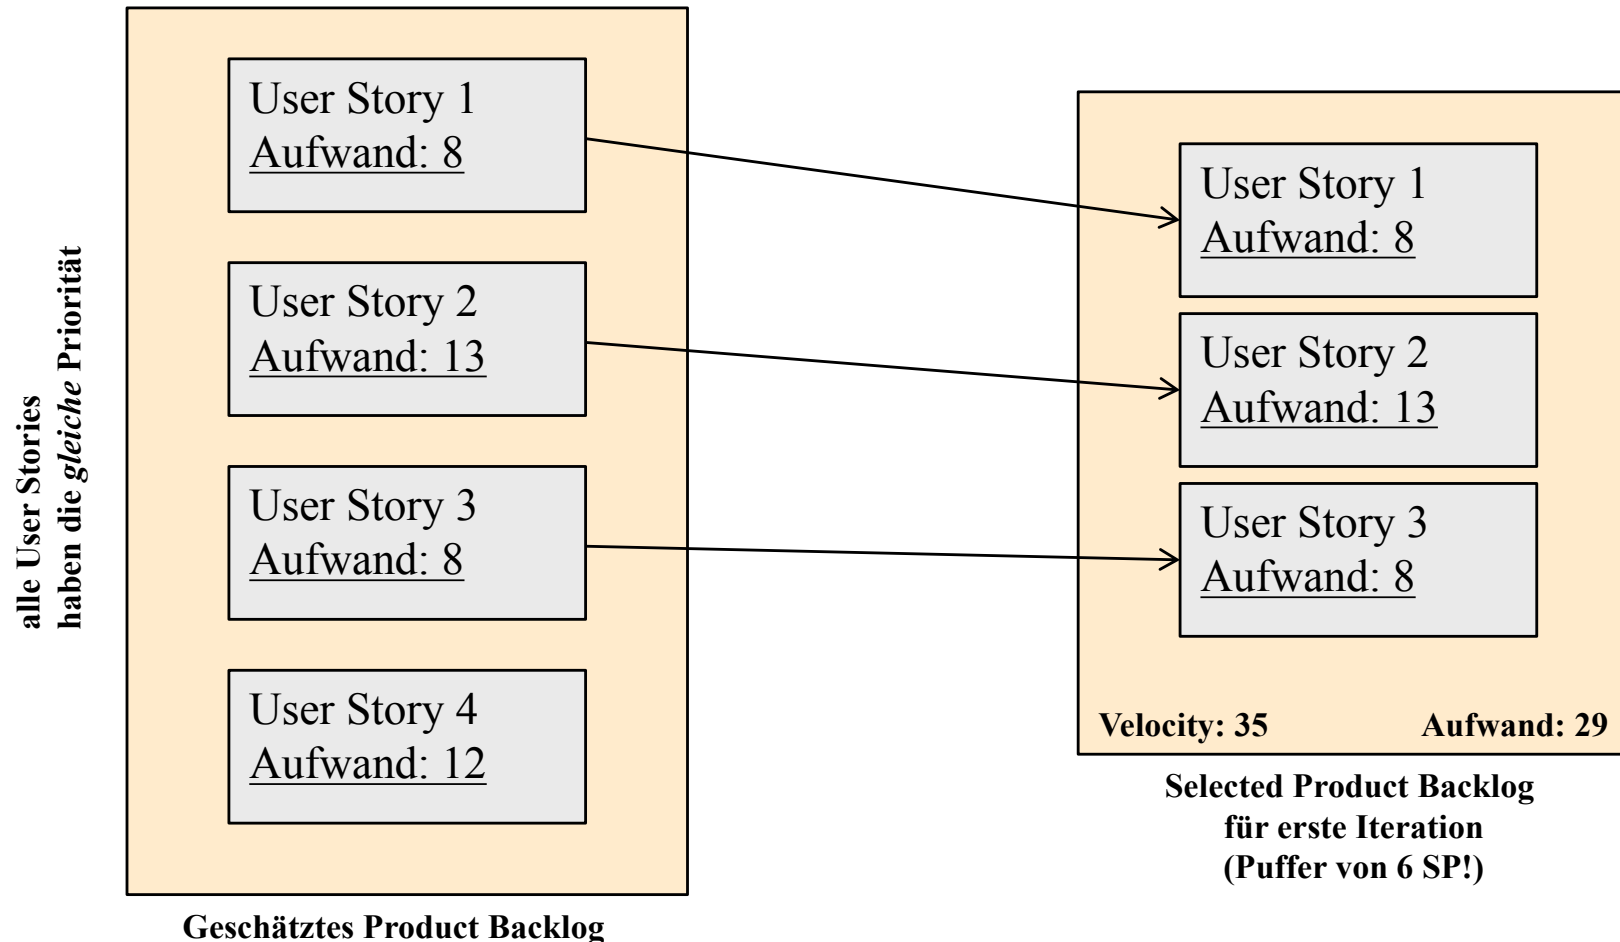 alle User Stories
haben die gleiche Priorität
User Story 1
Aufwand: 8
User Story 2
Aufwand: 13
User Story 3
Aufwand: 8
User Story 4
Aufwand: 12
Geschätztes Product Backlog
User Story 1
Aufwand: 8
User Story 2
Aufwand: 13
User Story 3
Aufwand: 8
Velocity: 35 Aufwand: 29
Selected Product Backlog
für erste Iteration
(Puffer von 6 SP!)